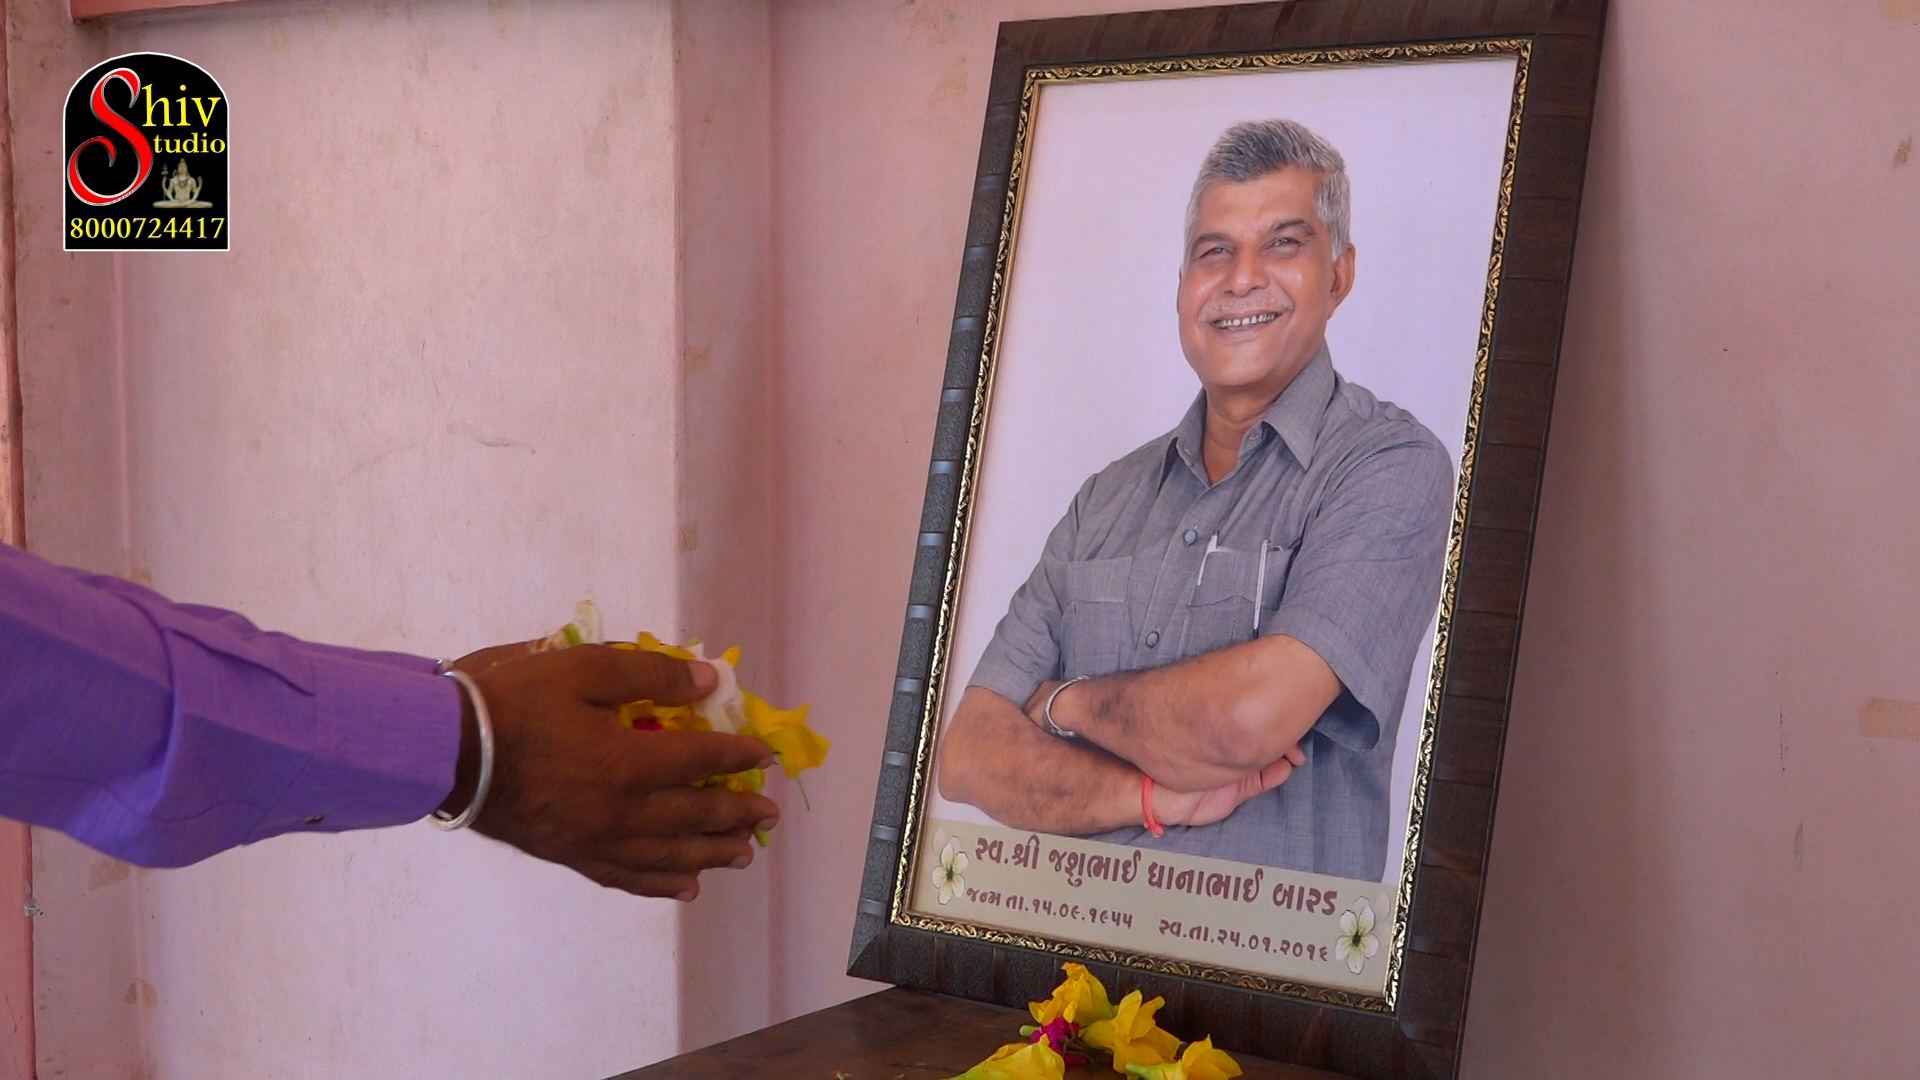 Shiv
Studio
8000724417
સ્વ.શ્રી જશુભાઈ ધાનાભાઈ બારડ
જન્મ તા.૧૫.૦૯.૧૯૫૫ સ્વ.તા.૨૫.૦૧.૨૦૧૬